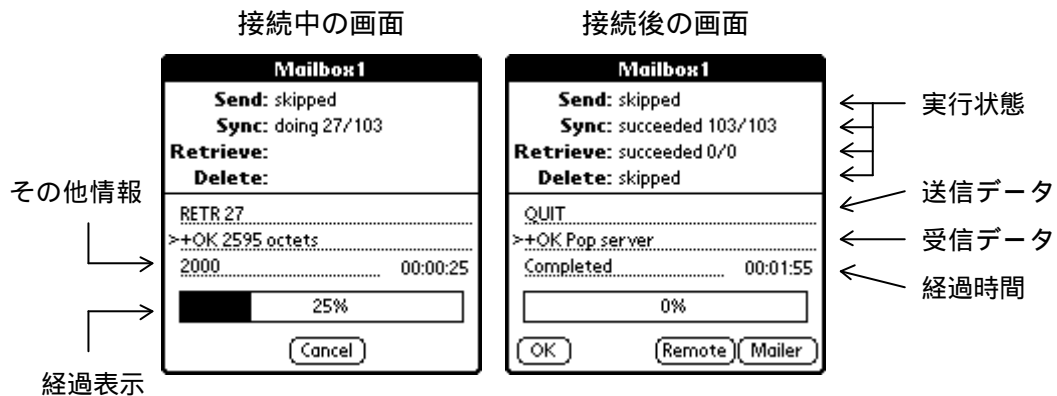 接続中の画面
接続後の画面
Mailbox1
Send: skipped
Sync: doing 27/103
Retrieve:
Delete:
RETR 27
>+OK 2595 octets
2000 00:00:25
25%
Cancel
Mailbox1
Send: skipped
Sync: succeeded 103/103
Retrieve: succeeded 0/0
Delete: skipped
QUIT
>+OK Pop server
Completed 00:01:55
0%
OK Remote Mailer
その他情報
経過表示
実行状態
送信データ
受信データ
経過時間